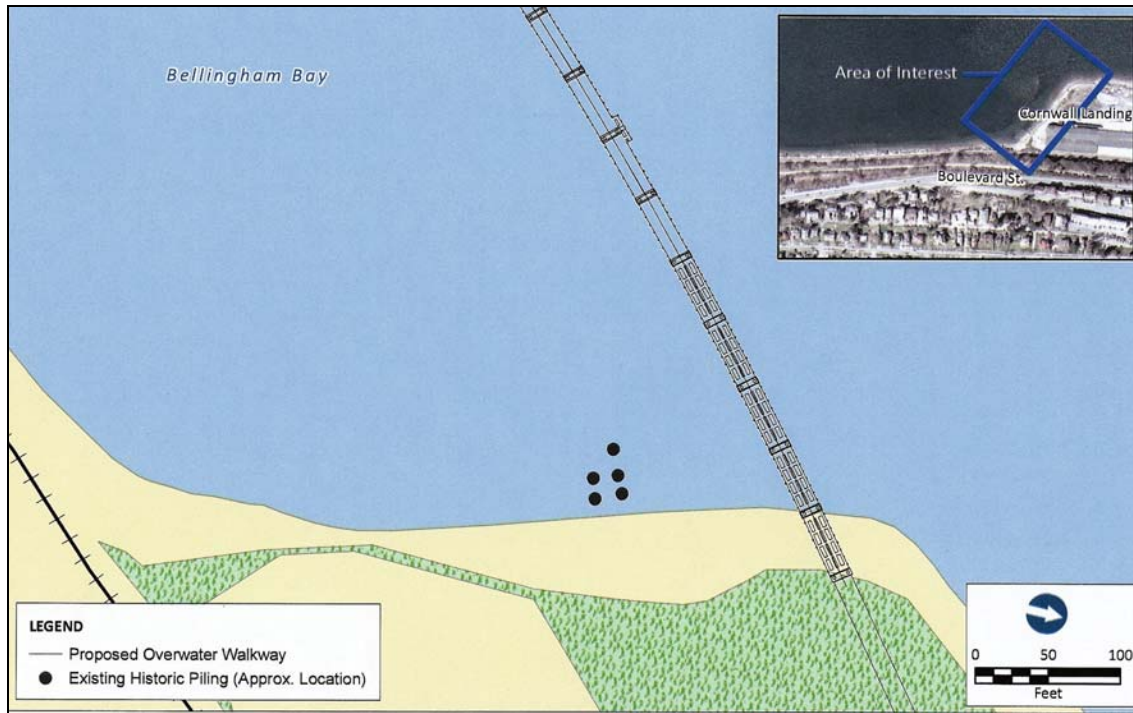 Bellingham Bay
Area of Interest
Cornwall Landing
Boulevard St.
LEGEND
Proposed Overwater Walkway
Existing Historic Piling (Approx. Location)
0 50 100
Feet